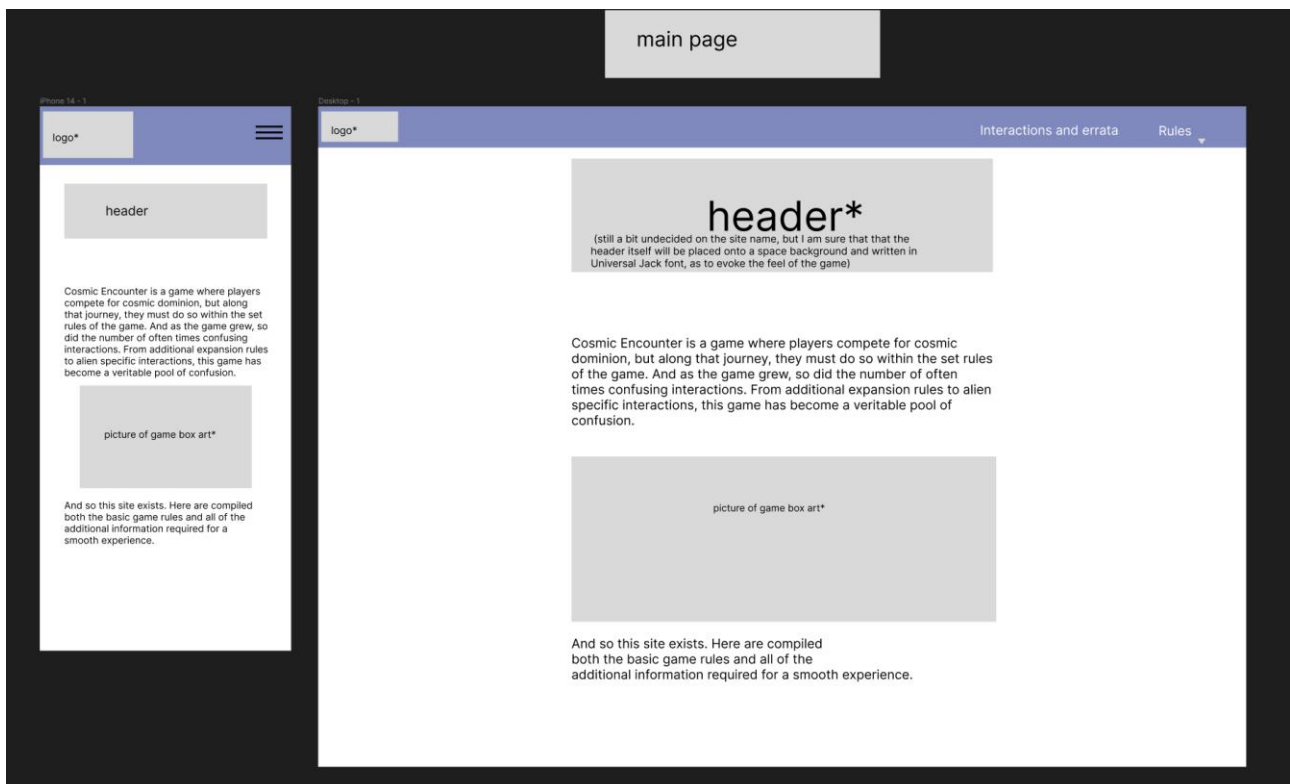 main page
iPhone 14 - 1
logo*
header
Cosmic Encounter is a game where players
compete for cosmic dominion, but along
that journey, they must do so within the set
rules of the game. And as the game grew, so
did the number of often times confusing
interactions. From additional expansion rules
to alien specific interactions, this game has
become a veritable pool of confusion.
picture of game box art*
And so this site exists. Here are compiled
both the basic game rules and all of the
additional information required for a
smooth experience.
Desktop - 1
logo*
Interactions and errata
Rules
header*
(still a bit undecided on the site name, but I am sure that that the
header itself will be placed onto a space background and written in
Universal Jack font, as to evoke the feel of the game)
Cosmic Encounter is a game where players compete for cosmic
dominion, but along that journey, they must do so within the set rules
of the game. And as the game grew, so did the number of often
times confusing interactions. From additional expansion rules to alien
specific interactions, this game has become a veritable pool of
confusion.
picture of game box art*
And so this site exists. Here are compiled
both the basic game rules and all of the
additional information required for a smooth experience.